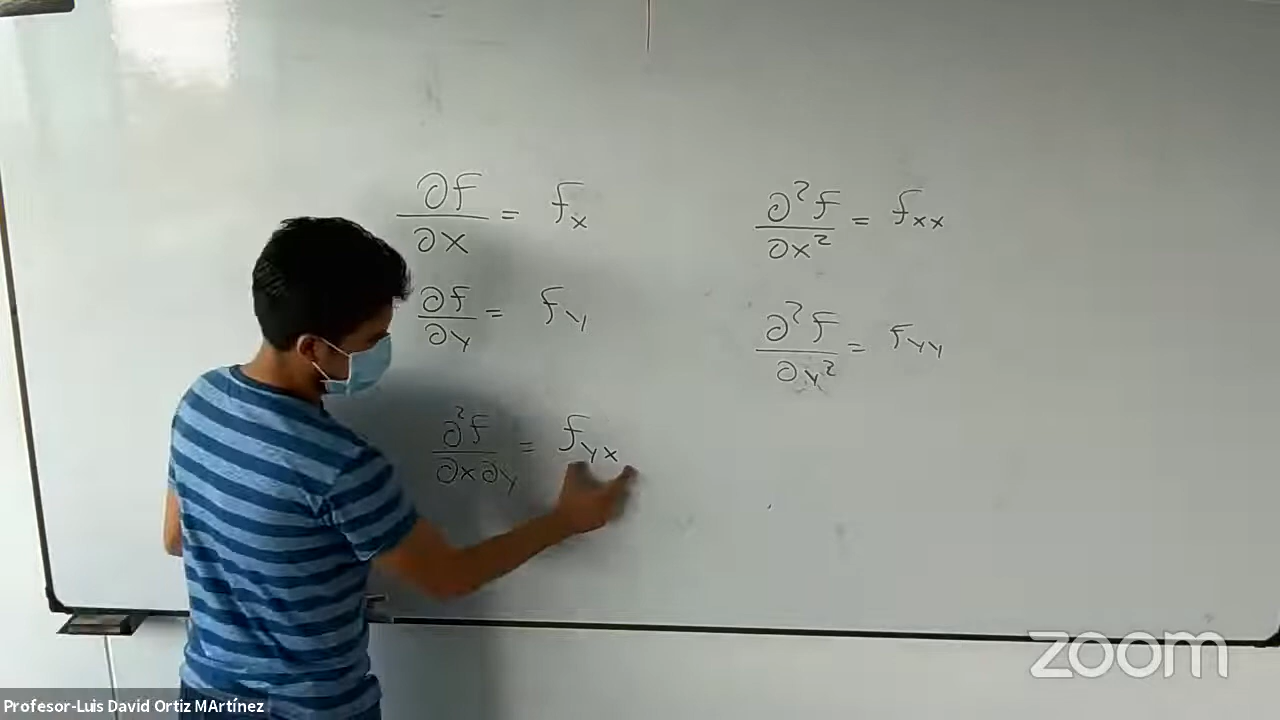 ∂f/∂x = fx
∂f/∂y = fy
∂²f/∂x∂y = fyx
∂²f/∂x² = fxx
∂²f/∂y² = fyy
zoom
Profesor-Luis David Ortiz MArtínez